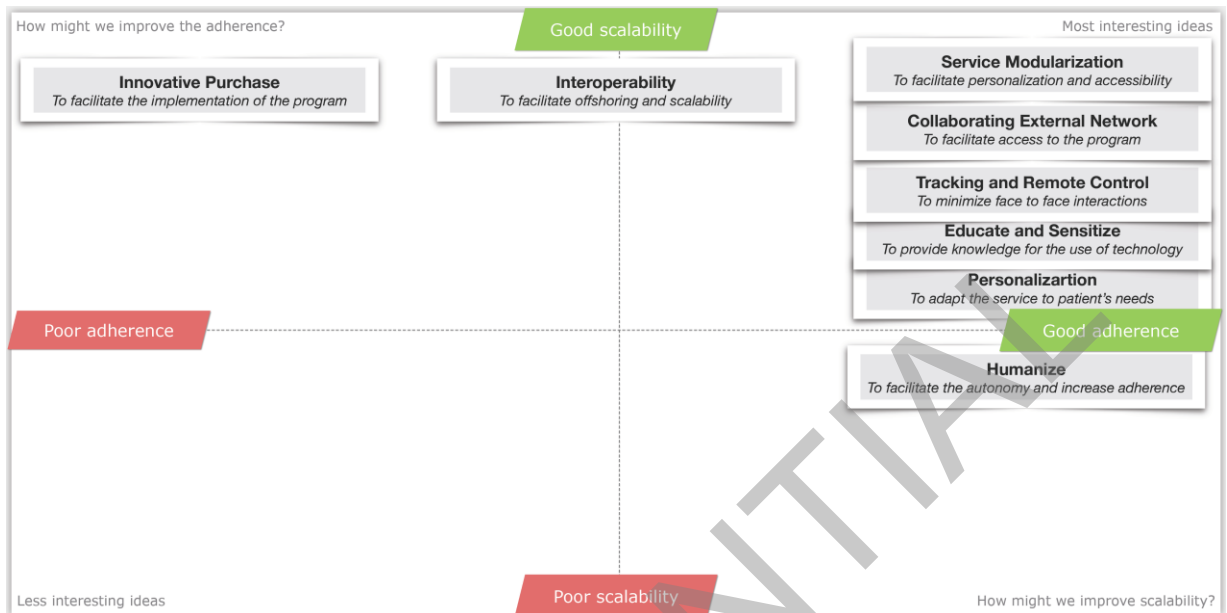 How might we improve the adherence?
Good scalability
Most interesting ideas
Innovative Purchase
To facilitate the implementation of the program
Interoperability
To facilitate offshoring and scalability
Service Modularization
To facilitate personalization and accessibility
Collaborating External Network
To facilitate access to the program
Tracking and Remote Control
To minimize face to face interactions
Educate and Sensitize
To provide knowledge for the use of technology
Personalizartion
To adapt the service to patient's needs
Poor adherence
Good adherence
Humanize
To facilitate the autonomy and increase adherence
Less interesting ideas
Poor scalability
How might we improve scalability?
NTIAL